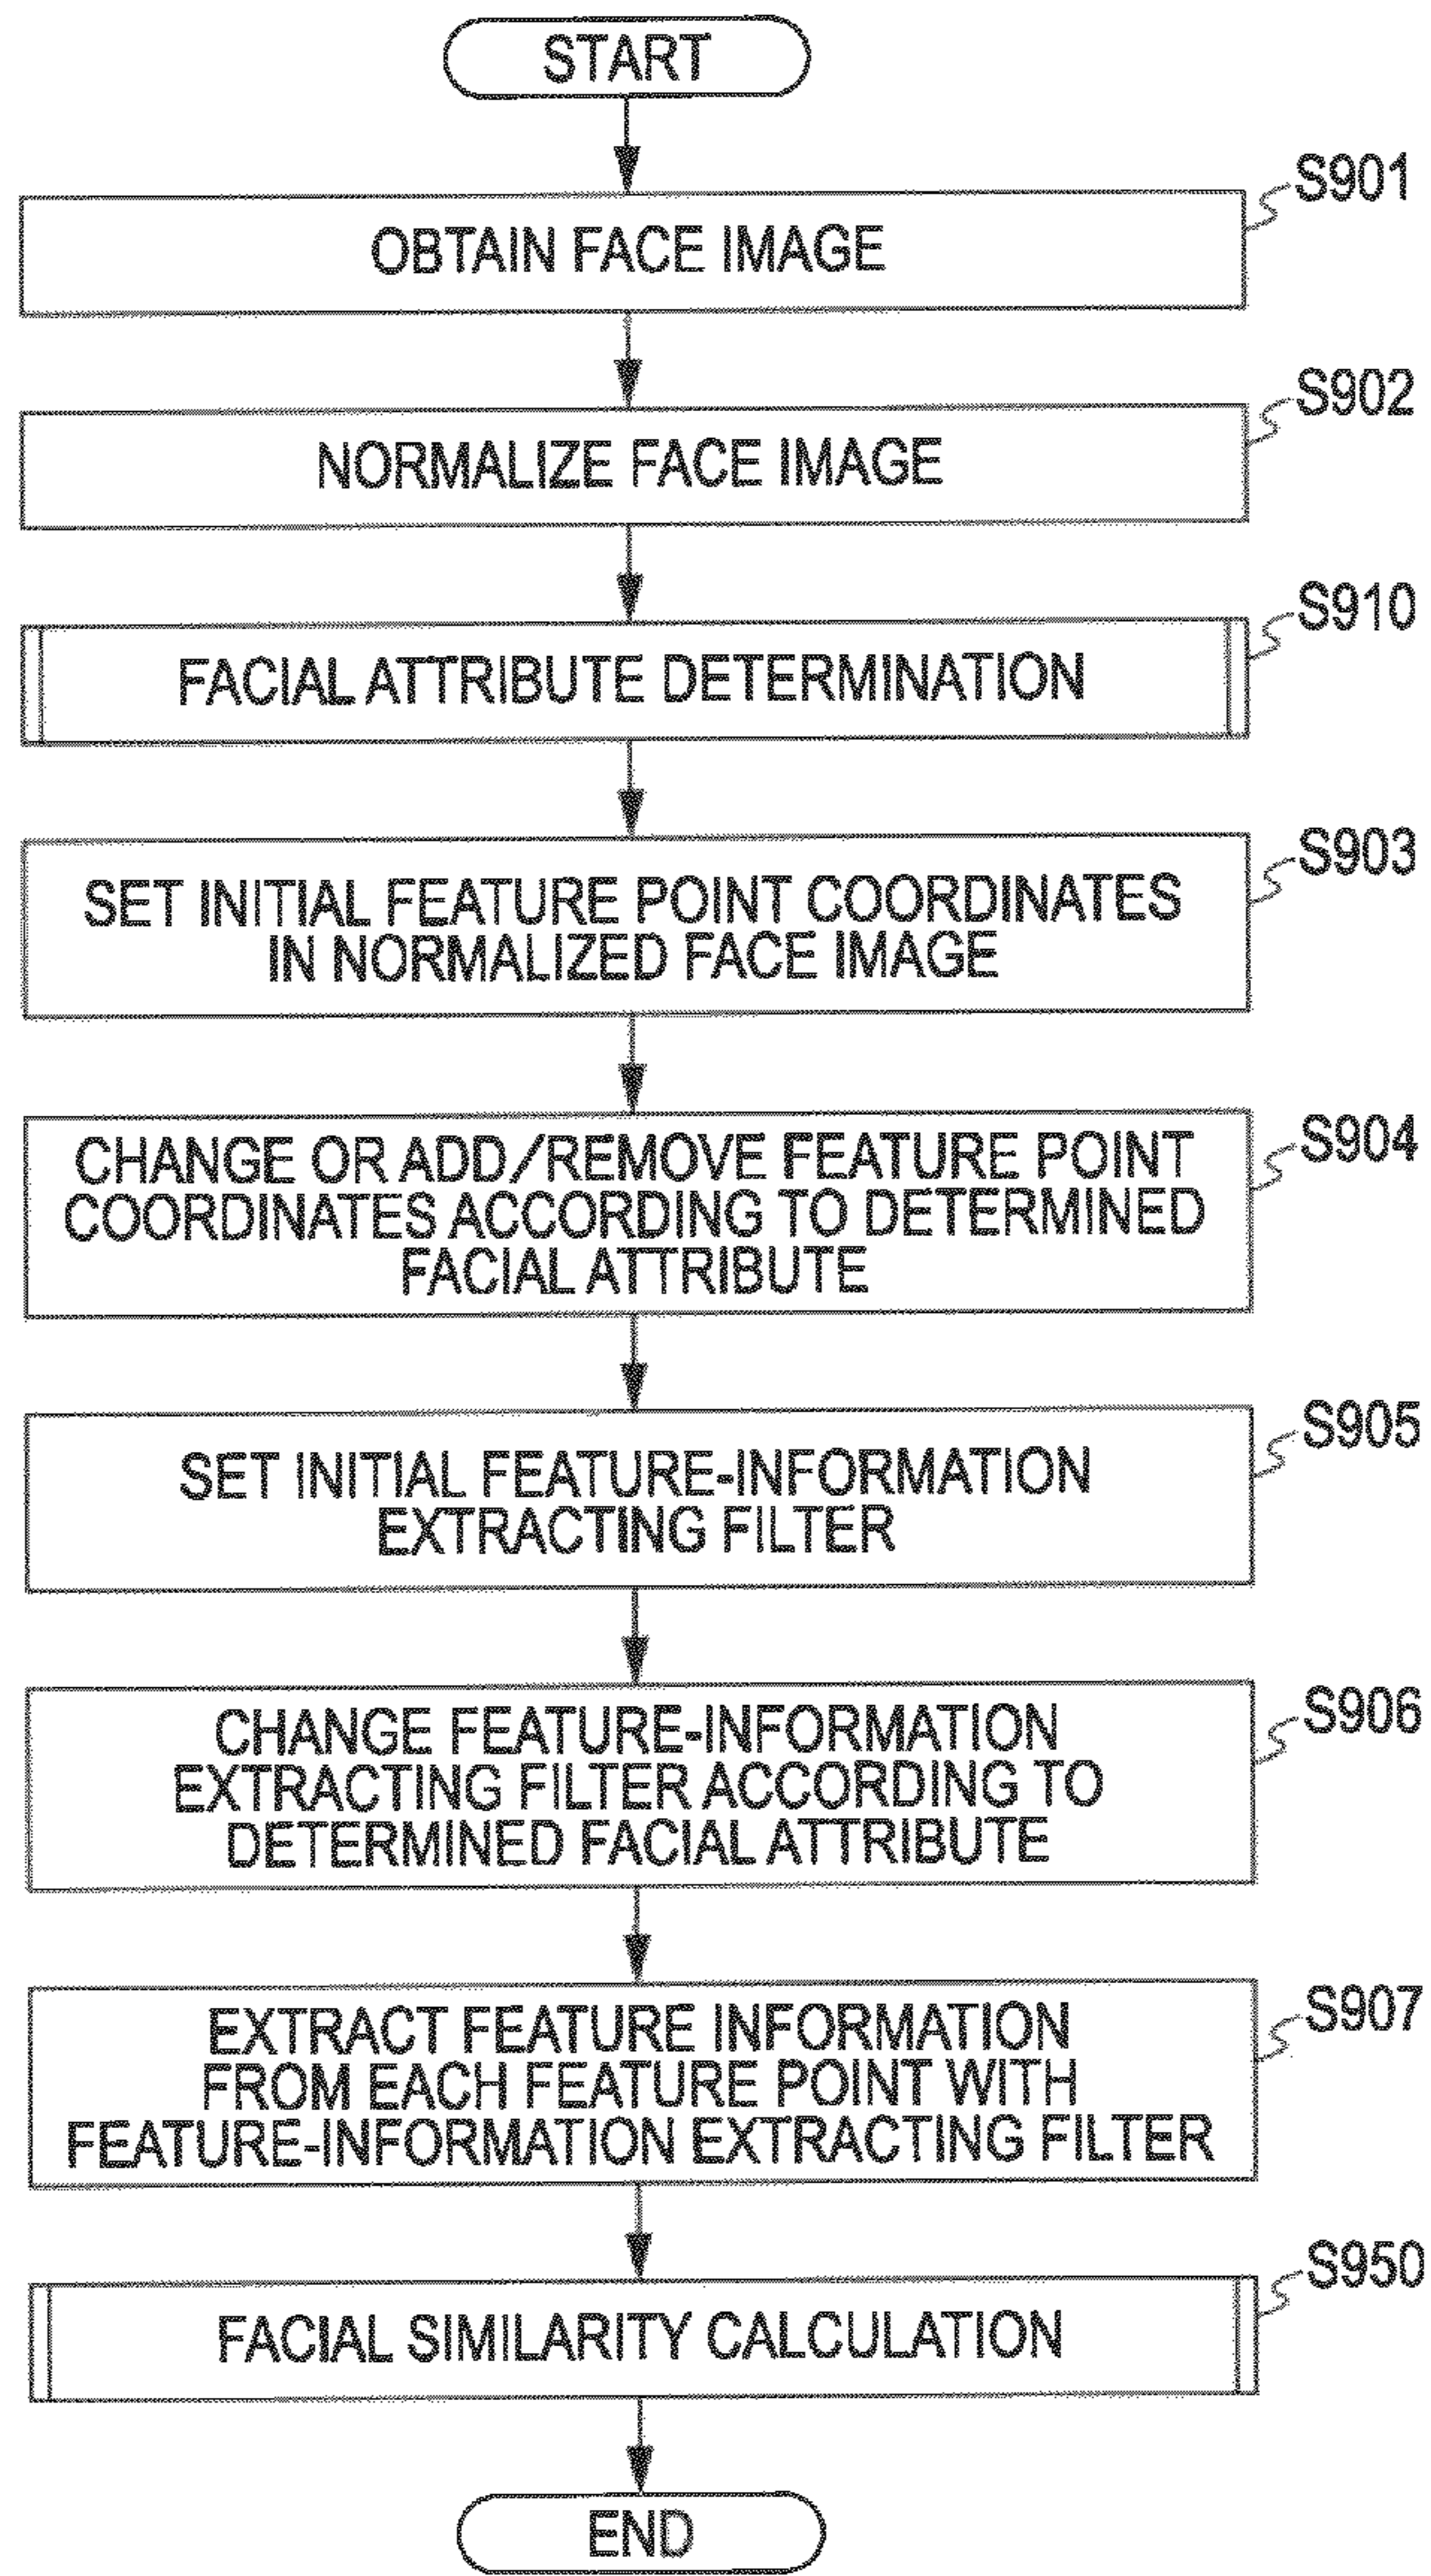 START
S901
OBTAIN FACE IMAGE
S902
NORMALIZE FACE IMAGE
S910
FACIAL ATTRIBUTE DETERMINATION
S903
SET INITIAL FEATURE POINT COORDINATES
IN NORMALIZED FACE IMAGE
S904
CHANGE OR ADD/REMOVE FEATURE POINT
COORDINATES ACCORDING TO DETERMINED
FACIAL ATTRIBUTE
S905
SET INITIAL FEATURE-INFORMATION
EXTRACTING FILTER
S906
CHANGE FEATURE-INFORMATION
EXTRACTING FILTER ACCORDING TO
DETERMINED FACIAL ATTRIBUTE
S907
EXTRACT FEATURE INFORMATION
FROM EACH FEATURE POINT WITH
FEATURE-INFORMATION EXTRACTING FILTER
S950
FACIAL SIMILARITY CALCULATION
END